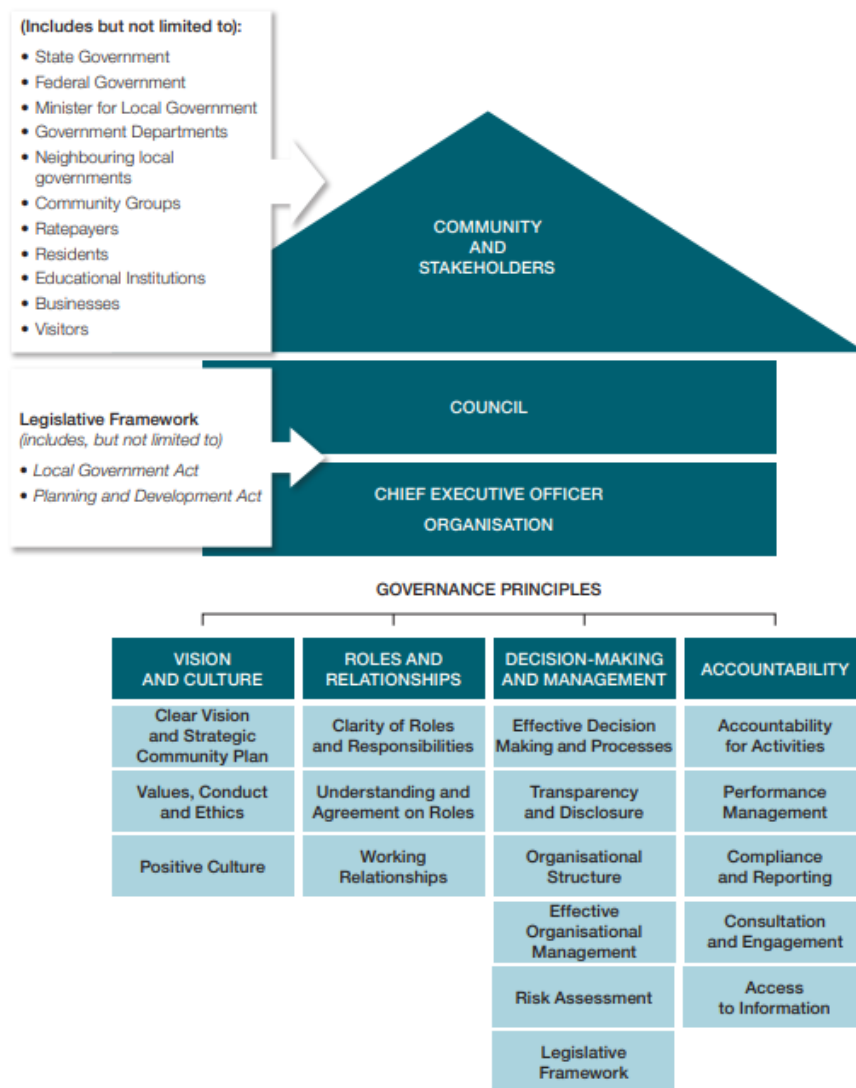 (Includes but not limited to):
• State Government
• Federal Government
• Minister for Local Government
• Government Departments
• Neighbouring local
governments
• Community Groups
• Ratepayers
• Residents
• Educational Institutions
• Businesses
• Visitors
COMMUNITY
AND
STAKEHOLDERS
Legislative Framework
(includes, but not limited to)
• Local Government Act
• Planning and Development Act
COUNCIL
CHIEF EXECUTIVE OFFICER
ORGANISATION
GOVERNANCE PRINCIPLES
VISION
AND CULTURE
Clear Vision
and Strategic
Community Plan
Values, Conduct
and Ethics
Positive Culture
ROLES AND
RELATIONSHIPS
Clarity of Roles
and Responsibilities
Understanding and
Agreement on Roles
Working
Relationships
DECISION-MAKING
AND MANAGEMENT
Effective Decision
Making and Processes
Transparency
and Disclosure
Organisational
Structure
Effective
Organisational
Management
Risk Assessment
Legislative
Framework
ACCOUNTABILITY
Accountability
for Activities
Performance
Management
Compliance
and Reporting
Consultation
and Engagement
Access
to Information